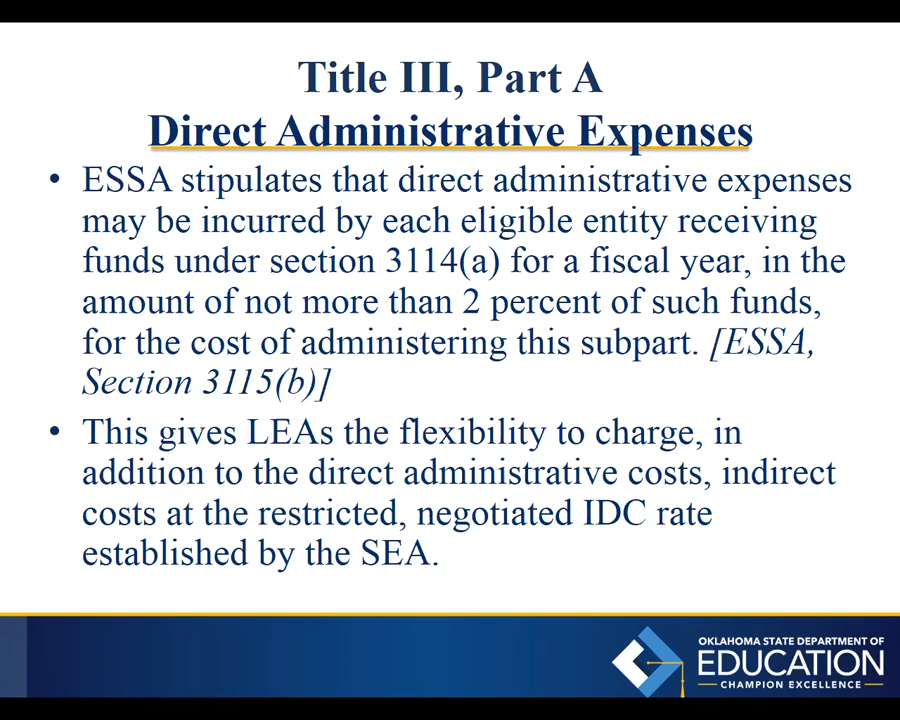 Title III, Part A
Direct Administrative Expenses
• ESSA stipulates that direct administrative expenses
may be incurred by each eligible entity receiving
funds under section 3114(a) for a fiscal year, in the
amount of not more than 2 percent of such funds,
for the cost of administering this subpart. [ESSA,
Section 3115(b)]
• This gives LEAs the flexibility to charge, in
addition to the direct administrative costs, indirect
costs at the restricted, negotiated IDC rate
established by the SEA.
OKLAHOMA STATE DEPARTMENT OF
EDUCATION
CHAMPION EXCELLENCE